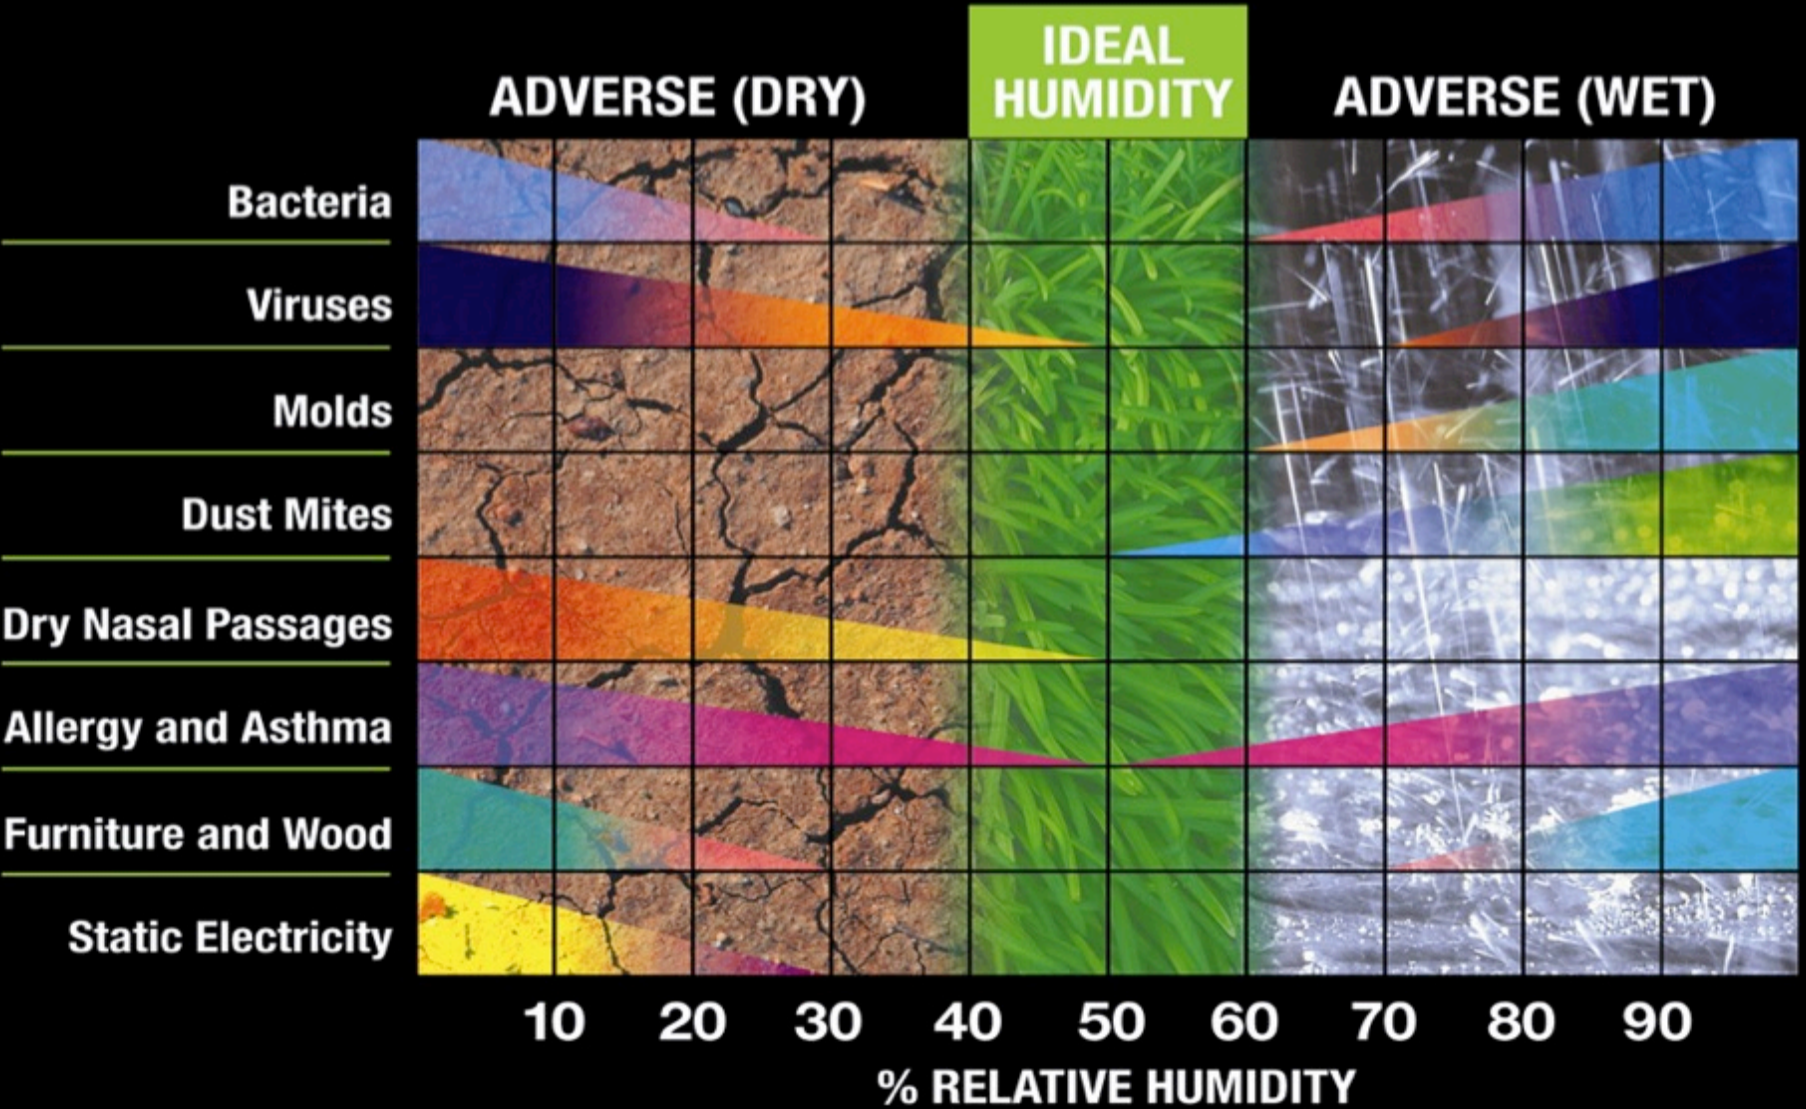 IDEAL
HUMIDITY
ADVERSE (DRY)
ADVERSE (WET)
Bacteria
Viruses
Molds
Dust Mites
Dry Nasal Passages
Allergy and Asthma
Furniture and Wood
Static Electricity
10 20 30 40 50 60 70 80 90
% RELATIVE HUMIDITY